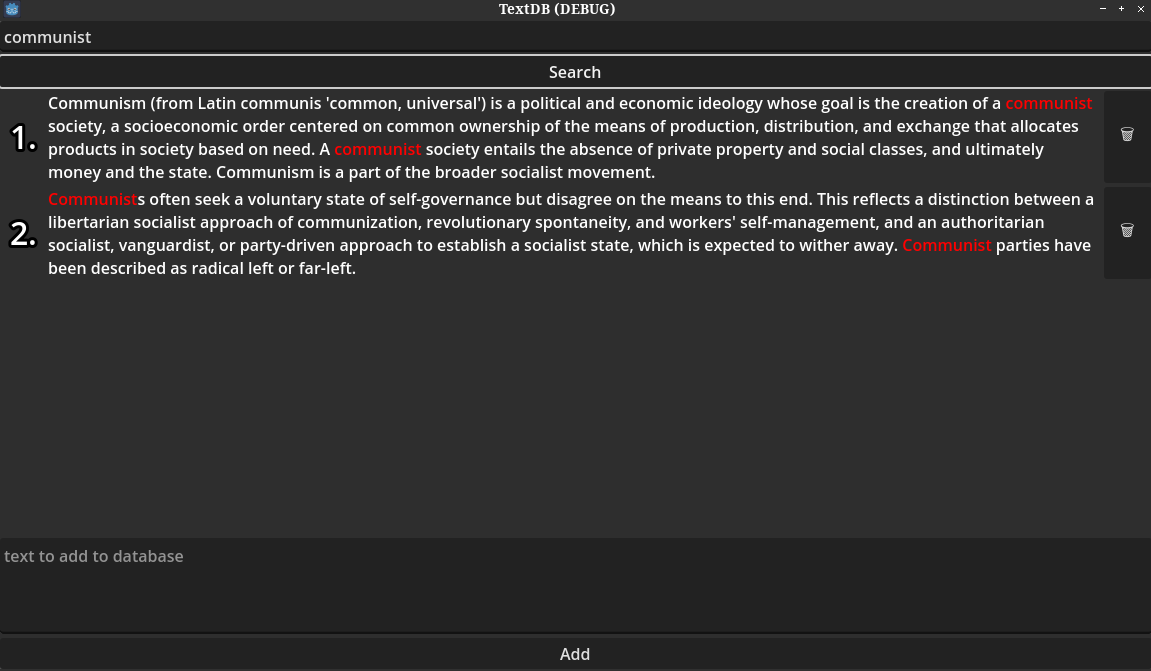 TextDB (DEBUG)
communist
Search
1.
Communism (from Latin communis 'common, universal') is a political and economic ideology whose goal is the creation of a communist
society, a socioeconomic order centered on common ownership of the means of production, distribution, and exchange that allocates
products in society based on need. A communist society entails the absence of private property and social classes, and ultimately
money and the state. Communism is a part of the broader socialist movement.
2.
Communists often seek a voluntary state of self-governance but disagree on the means to this end. This reflects a distinction between a
libertarian socialist approach of communization, revolutionary spontaneity, and workers' self-management, and an authoritarian
socialist, vanguardist, or party-driven approach to establish a socialist state, which is expected to wither away. Communist parties have
been described as radical left or far-left.
text to add to database
Add